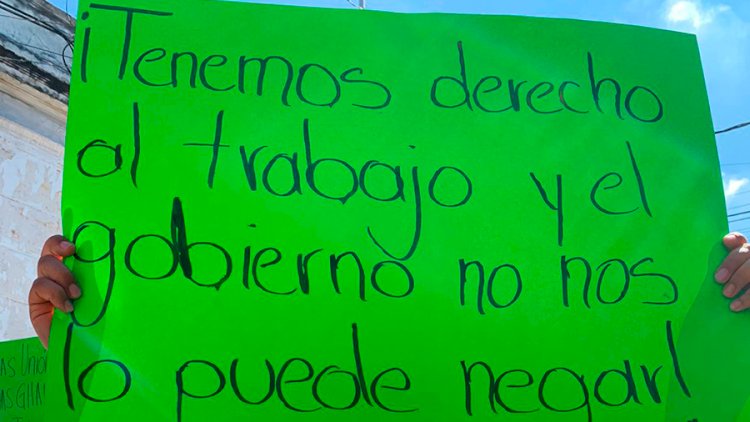 ¡Tenemos derecho
al trabajo y el
gobierno no nos
lo puede negar!